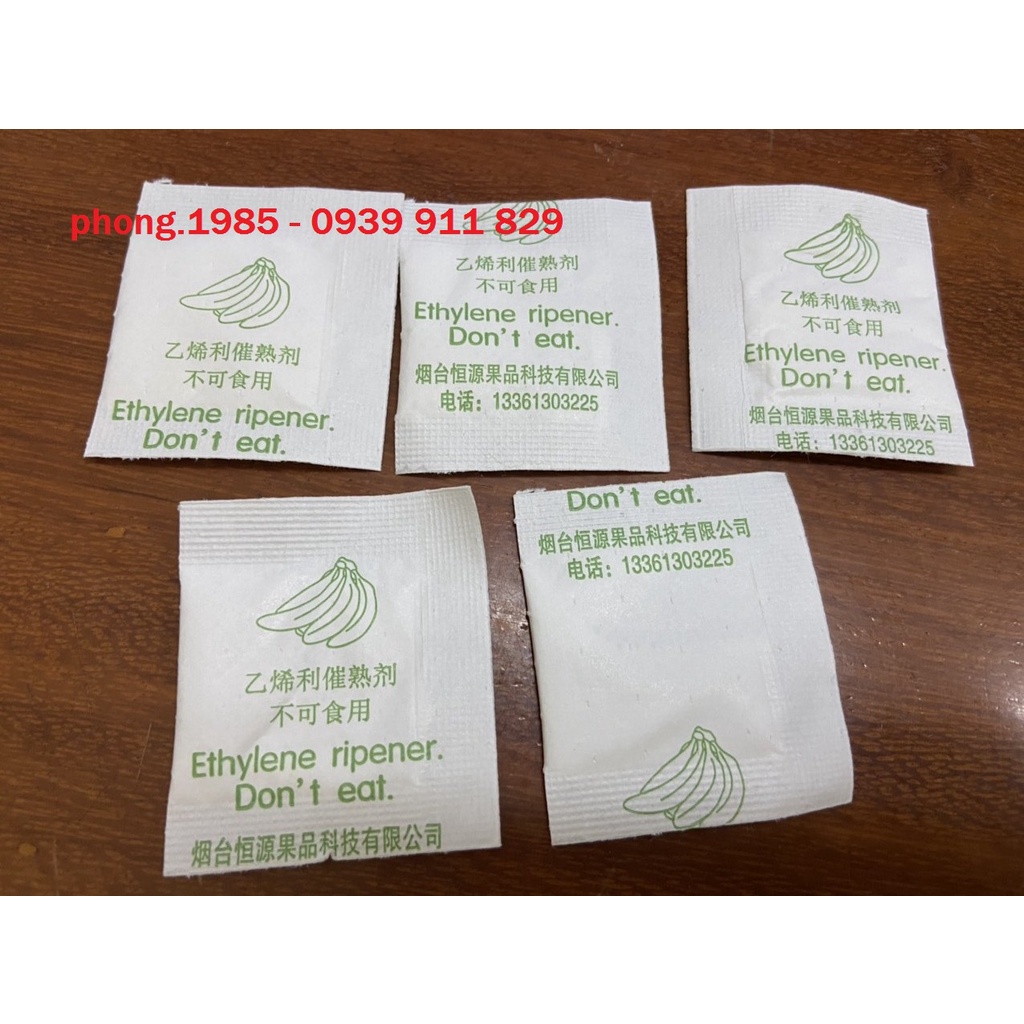 phong.1985 - 0939 911 829
乙烯利催熟剂
不可食用
Ethylene ripener.
Don't eat.
乙烯利催熟剂
不可食用
Ethylene ripener.
Don't eat.
烟台恒源果品科技有限公司
电话：13361303225
乙烯利催熟剂
不可食用
Ethylene ripener.
Don't eat.
烟台恒源果品科技有限公司
电话：13361303225
乙烯利催熟剂
不可食用
Ethylene ripener.
Don't eat.
烟台恒源果品科技有限公司
Don't eat.
烟台恒源果品科技有限公司
电话：13361303225